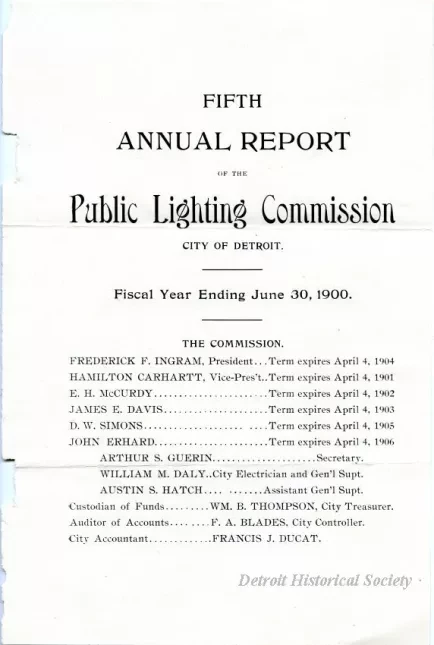 FIFTH
ANNUAL REPORT
OF THE
Public Lighting Commission
CITY OF DETROIT.
Fiscal Year Ending June 30, 1900.
THE COMMISSION.
FREDERICK F. INGRAM, President...Term expires April 4, 1904
HAMILTON CARHARTT, Vice-Pres't..Term expires April 4, 1901
E. H. McCURDY.......................Term expires April 4, 1902
JAMES E. DAVIS.....................Term expires April 4, 1903
D. W. SIMONS..................... .....Term expires April 4, 1905
JOHN ERHARD.......................Term expires April 4, 1906
ARTHUR S. GUERIN.....................Secretary.
WILLIAM M. DALY..City Electrician and Gen'l Supt.
AUSTIN S. HATCH.... .......Assistant Gen'l Supt.
Custodian of Funds.........WM. B. THOMPSON, City Treasurer.
Auditor of Accounts........F. A. BLADES, City Controller.
City Accountant.............FRANCIS J. DUCAT.
Detroit Historical Society